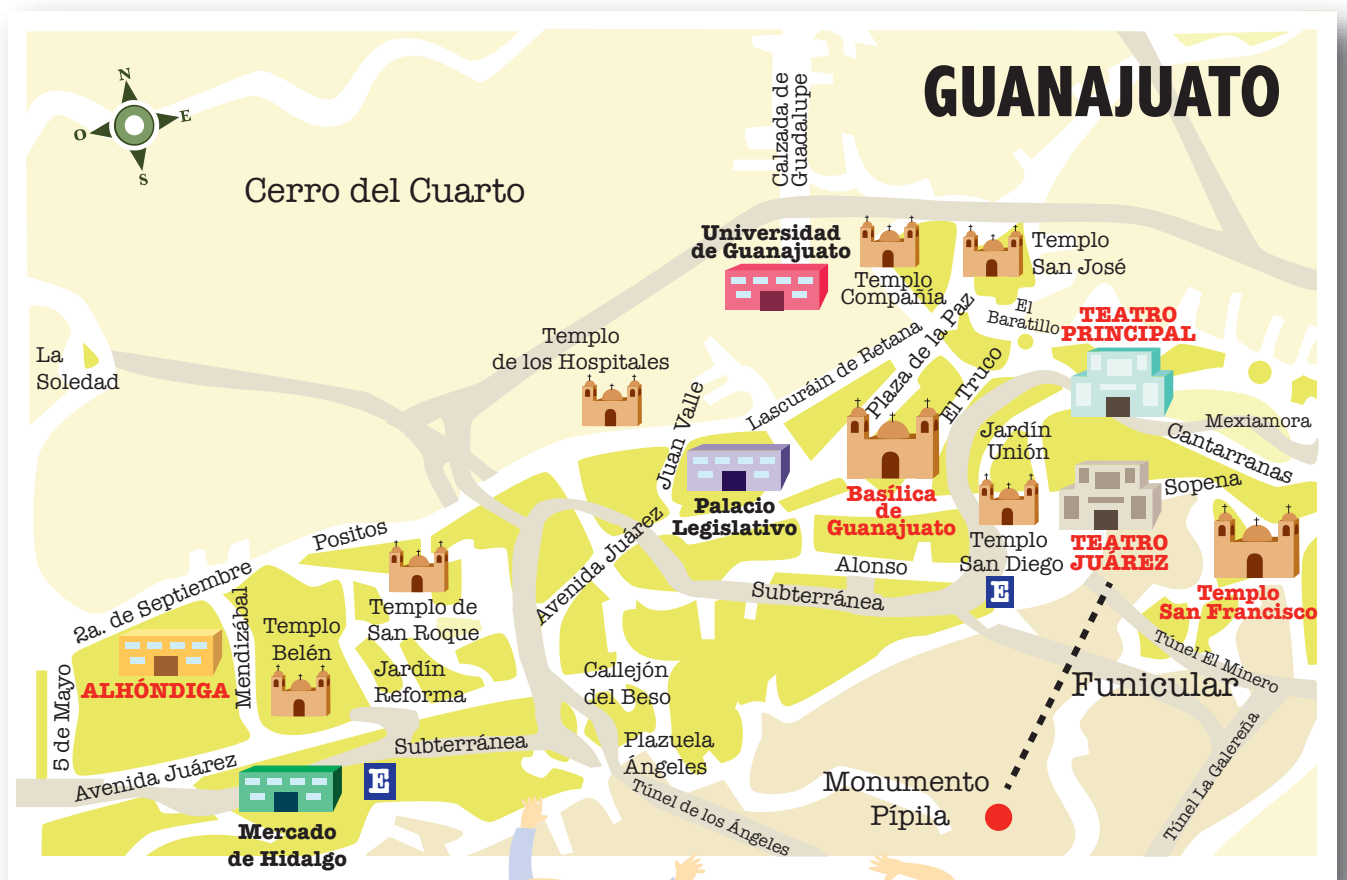 GUANAJUATO
N
E
O
S
Calzada de
Guadalupe
Cerro del Cuarto
Universidad
de Guanajuato
Templo
Compañía
Templo
San José
El
Baratillo
TEATRO
PRINCIPAL
La
Soledad
Templo
de los Hospitales
Lascuráin de Retana
Plaza de la Paz
El Truco
Juan Valle
Jardín
Unión
Mexiamora
Cantarranas
Sopena
Palacio
Legislativo
Basílica
de
Guanajuato
Positos
Avenida Juárez
Alonso
Templo
San Diego
TEATRO
JUÁREZ
E
Subterránea
Templo
San Francisco
2a. de Septiembre
Mendizábal
Templo de
San Roque
Templo
Belén
ALHÓNDIGA
Jardín
Reforma
Callejón
del Beso
Túnel El Minero
Funicular
5 de Mayo
Avenida Juárez
Subterránea
Plazuela
Ángeles
E
Túnel de los Ángeles
Monumento
Pípila
Túnel La Galereña
Mercado
de Hidalgo